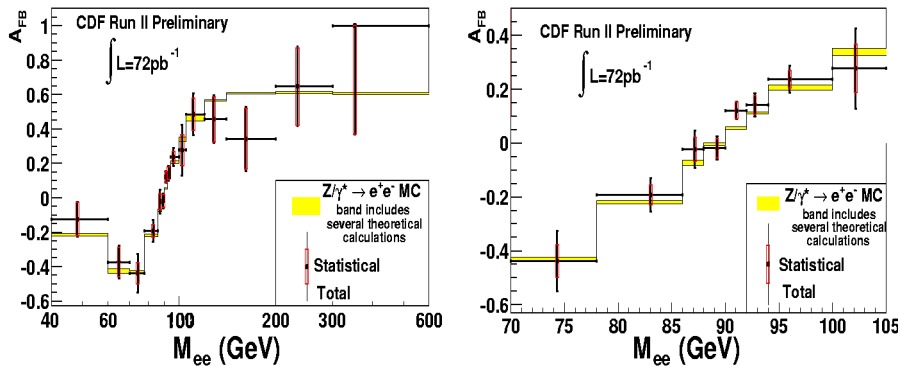 A_FB
CDF Run II Preliminary
∫ L=72pb⁻¹
1
0.8
0.6
0.4
0.2
0
-0.2
-0.4
-0.6
Z/γ* → e⁺e⁻ MC
band includes
several theoretical
calculations
Statistical
Total
40 60 100 200 300 600
M_ee (GeV)
A_FB
CDF Run II Preliminary
∫ L=72pb⁻¹
0.4
0.2
0
-0.2
-0.4
-0.6
Z/γ* → e⁺e⁻ MC
band includes
several theoretical
calculations
Statistical
Total
70 75 80 85 90 95 100 105
M_ee (GeV)